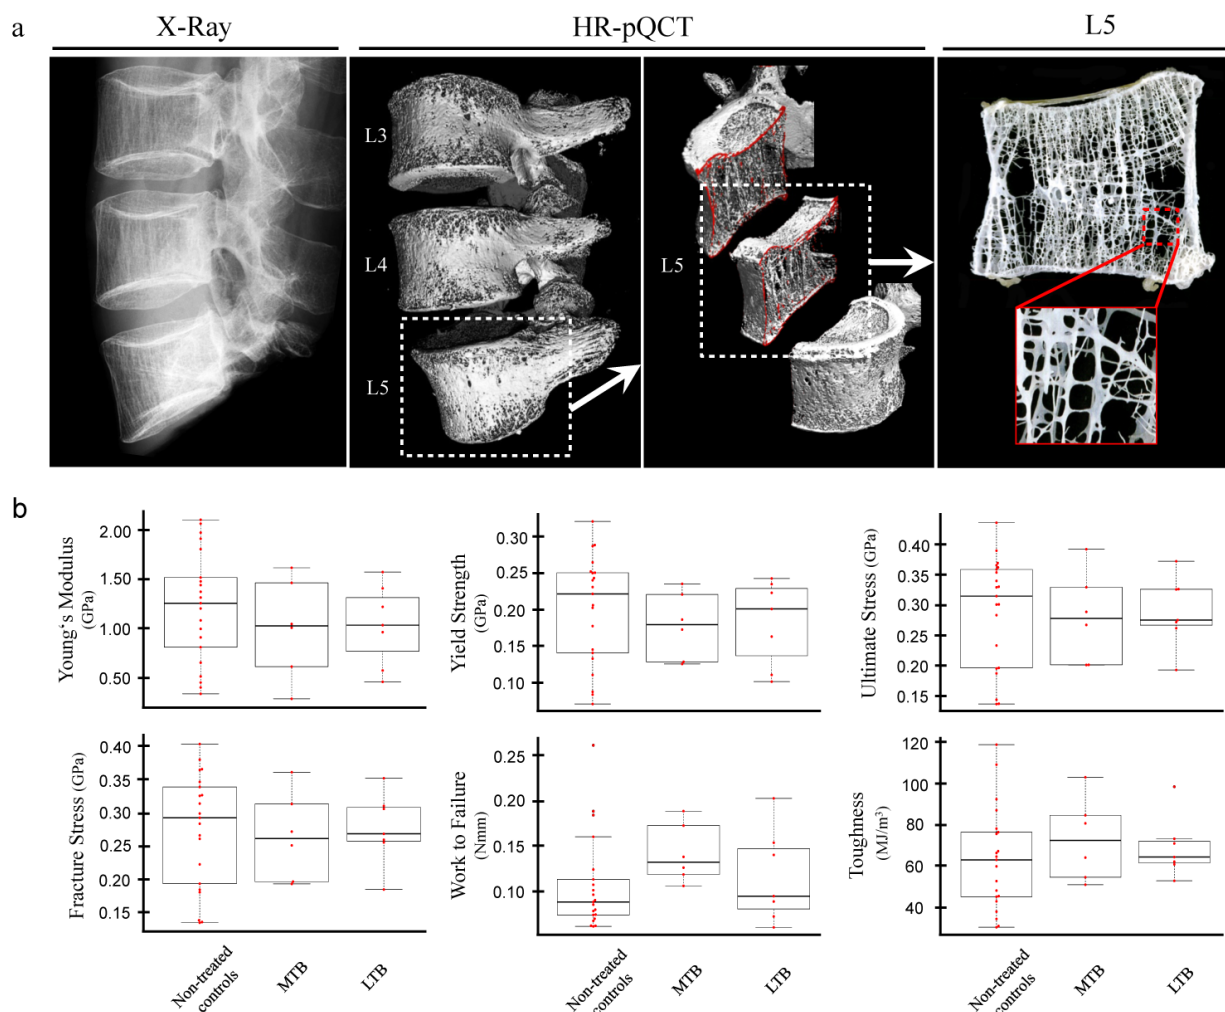 a
X-Ray
HR-pQCT
L5
L3
L4
L5
L5
b
Young's Modulus
(GPa)
2.00
1.50
1.00
0.50
Yield Strength
(GPa)
0.30
0.25
0.20
0.15
0.10
Ultimate Stress (GPa)
0.40
0.35
0.30
0.25
0.20
0.15
Fracture Stress (GPa)
0.40
0.35
0.30
0.25
0.20
0.15
Work to Failure
(Nmm)
0.25
0.20
0.15
0.10
Toughness
(MJ/m³)
120
100
80
60
40
Non-treated
controls
MTB
LTB
Non-treated
controls
MTB
LTB
Non-treated
controls
MTB
LTB